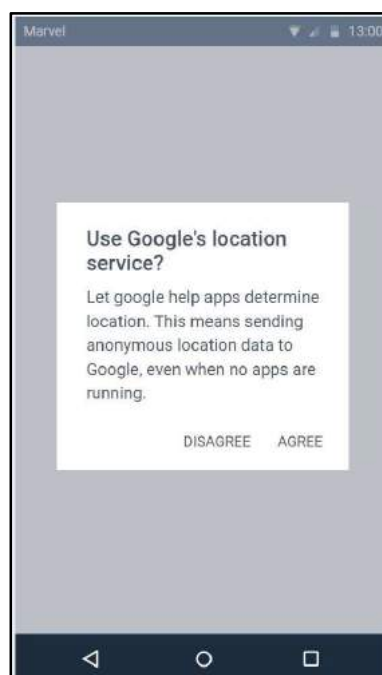 Marvel 13:00
Use Google's location
service?
Let google help apps determine
location. This means sending
anonymous location data to
Google, even when no apps are
running.
DISAGREE AGREE